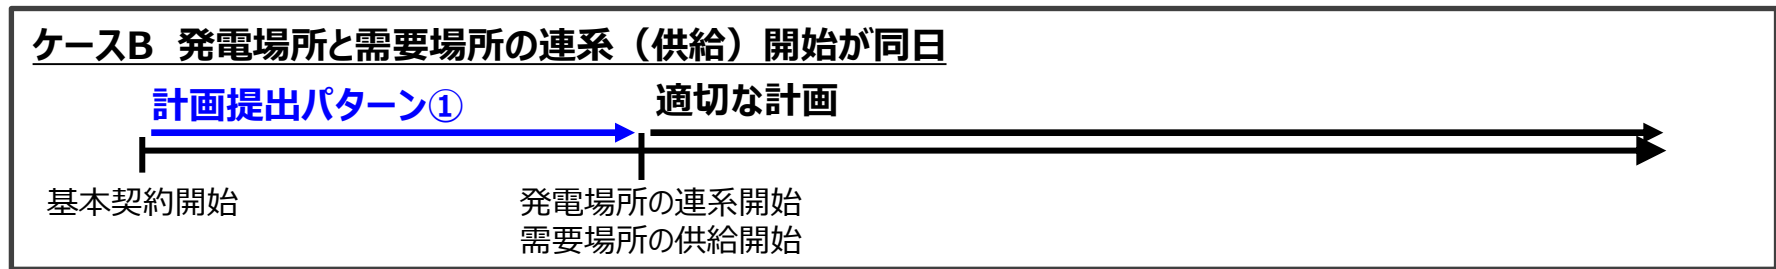 ケースB 発電場所と需要場所の連系（供給）開始が同日
計画提出パターン① 適切な計画
基本契約開始 発電場所の連系開始
需要場所の供給開始